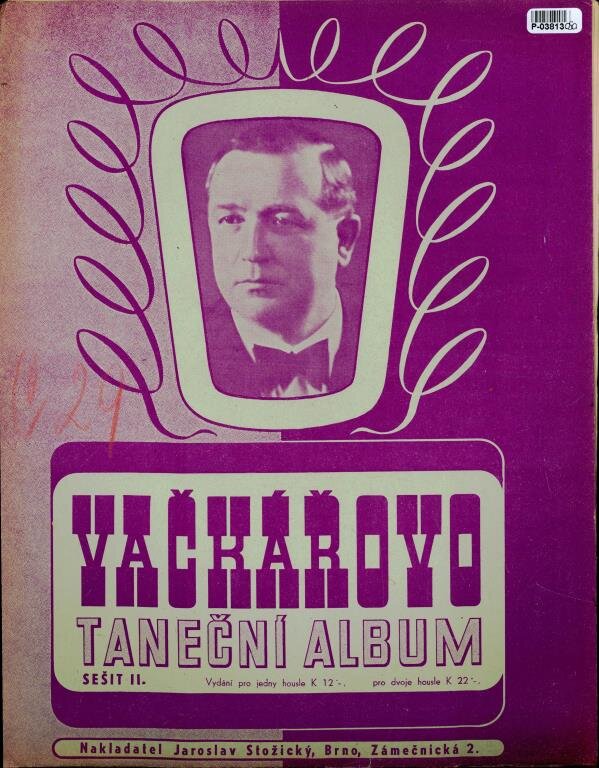 P-03813
VAČKÁŘOVO
TANEČNÍ ALBUM
SEŠIT II. Vydání pro jedny housle K 12·-, pro dvoje housle K 22·-,
Nakladatel Jaroslav Stožický, Brno, Zámečnická 2.